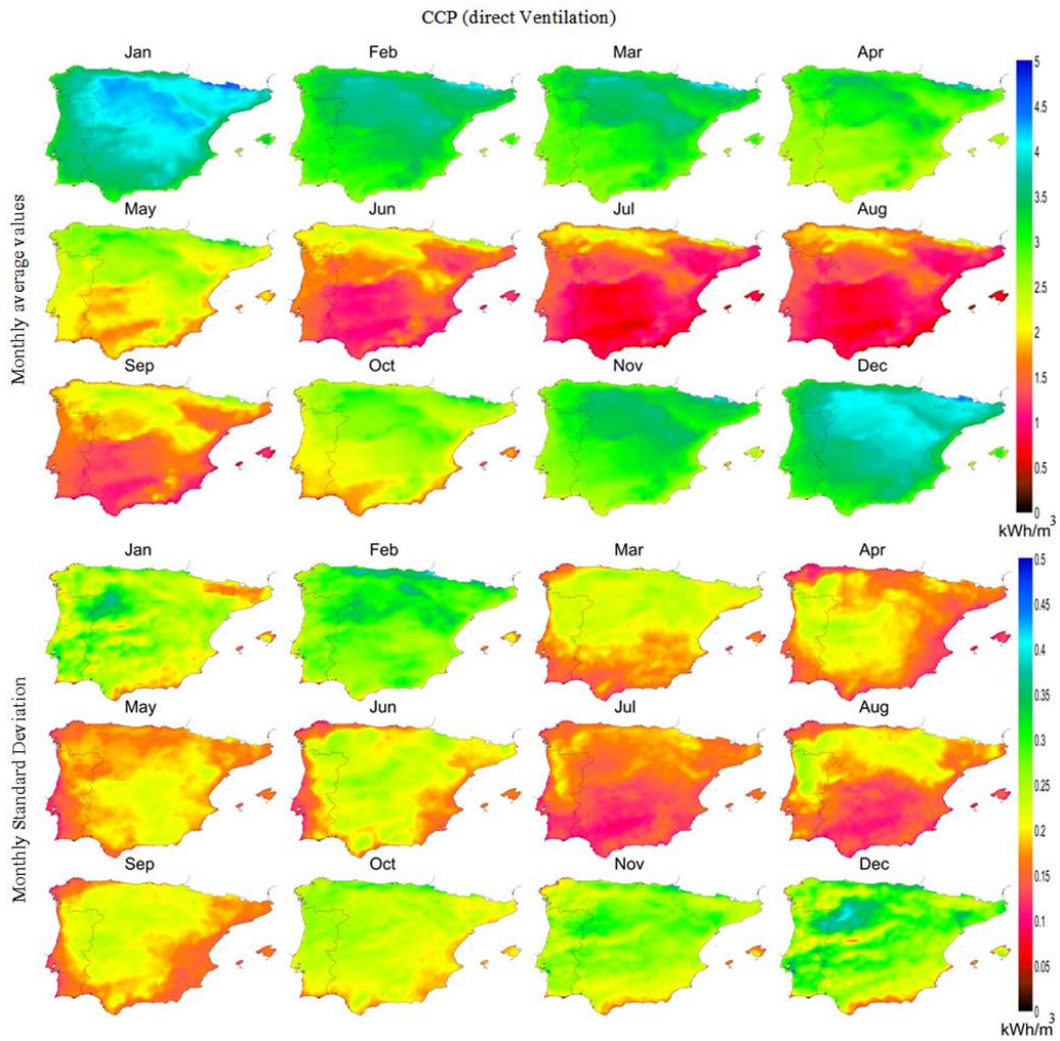 CCP (direct Ventilation)
Jan Feb Mar Apr
May Jun Jul Aug
Sep Oct Nov Dec
Monthly average values
5
4.5
4
3.5
3
2.5
2
1.5
1
0.5
0
kWh/m³
Jan Feb Mar Apr
May Jun Jul Aug
Sep Oct Nov Dec
Monthly Standard Deviation
0.5
0.45
0.4
0.35
0.3
0.25
0.2
0.15
0.1
0.05
0
kWh/m³